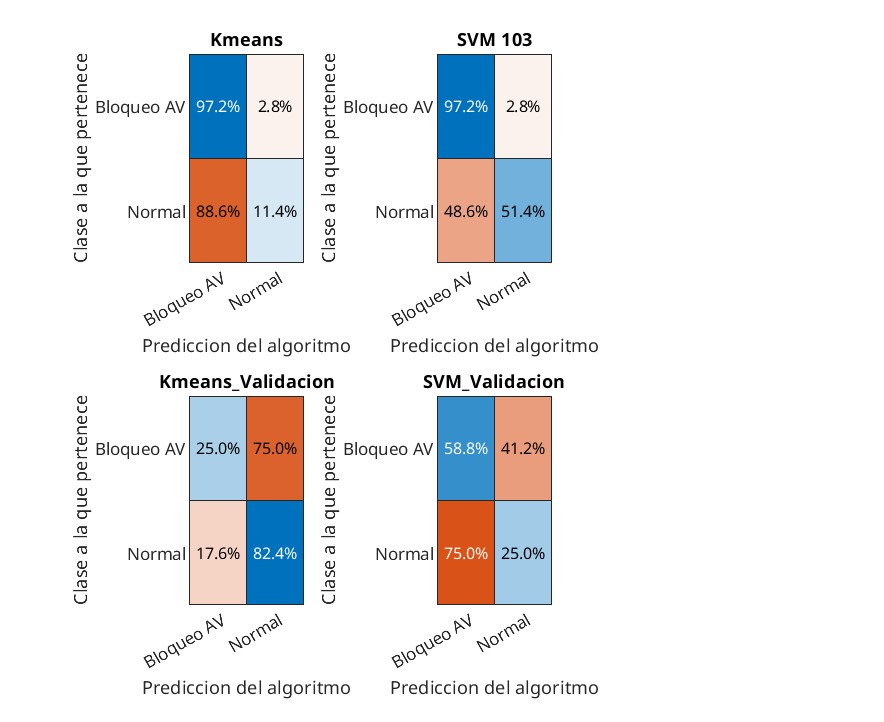 Kmeans
Clase a la que pertenece
Bloqueo AV
97.2%
2.8%
Normal
88.6%
11.4%
Bloqueo AV
Normal
Prediccion del algoritmo
SVM 103
Clase a la que pertenece
Bloqueo AV
97.2%
2.8%
Normal
48.6%
51.4%
Bloqueo AV
Normal
Prediccion del algoritmo
Kmeans_Validacion
Clase a la que pertenece
Bloqueo AV
25.0%
75.0%
Normal
17.6%
82.4%
Bloqueo AV
Normal
Prediccion del algoritmo
SVM_Validacion
Clase a la que pertenece
Bloqueo AV
58.8%
41.2%
Normal
75.0%
25.0%
Bloqueo AV
Normal
Prediccion del algoritmo